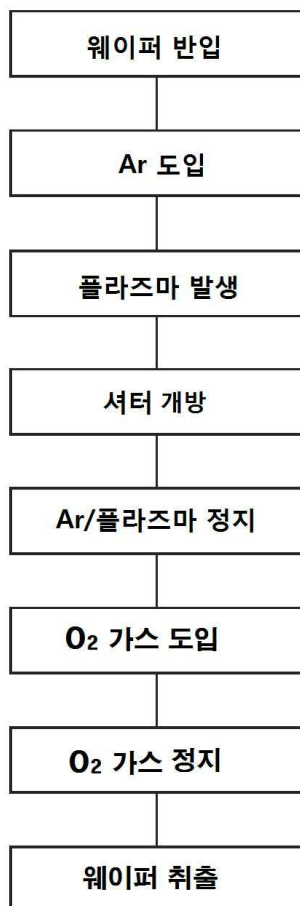 웨이퍼 반입
Ar 도입
플라즈마 발생
셔터 개방
Ar/플라즈마 정지
O₂ 가스 도입
O₂ 가스 정지
웨이퍼 취출